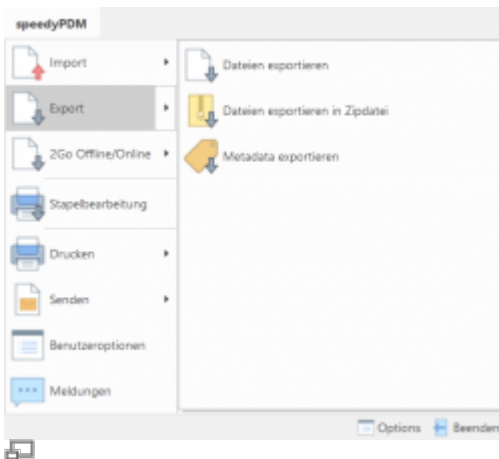 speedyPDM
Import
Export
2Go Offline/Online
Stapelbearbeitung
Drucken
Senden
Benutzeroptionen
Meldungen
Dateien exportieren
Dateien exportieren in Zipdatei
Metadata exportieren
Options
Beenden